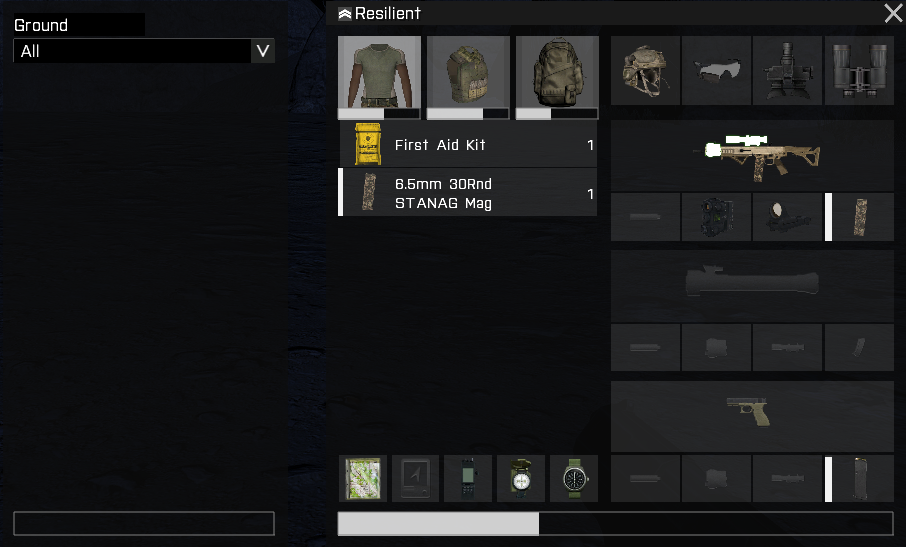 Ground
All
Resilient
First Aid Kit
1
6.5mm 30Rnd
STANAG Mag
1